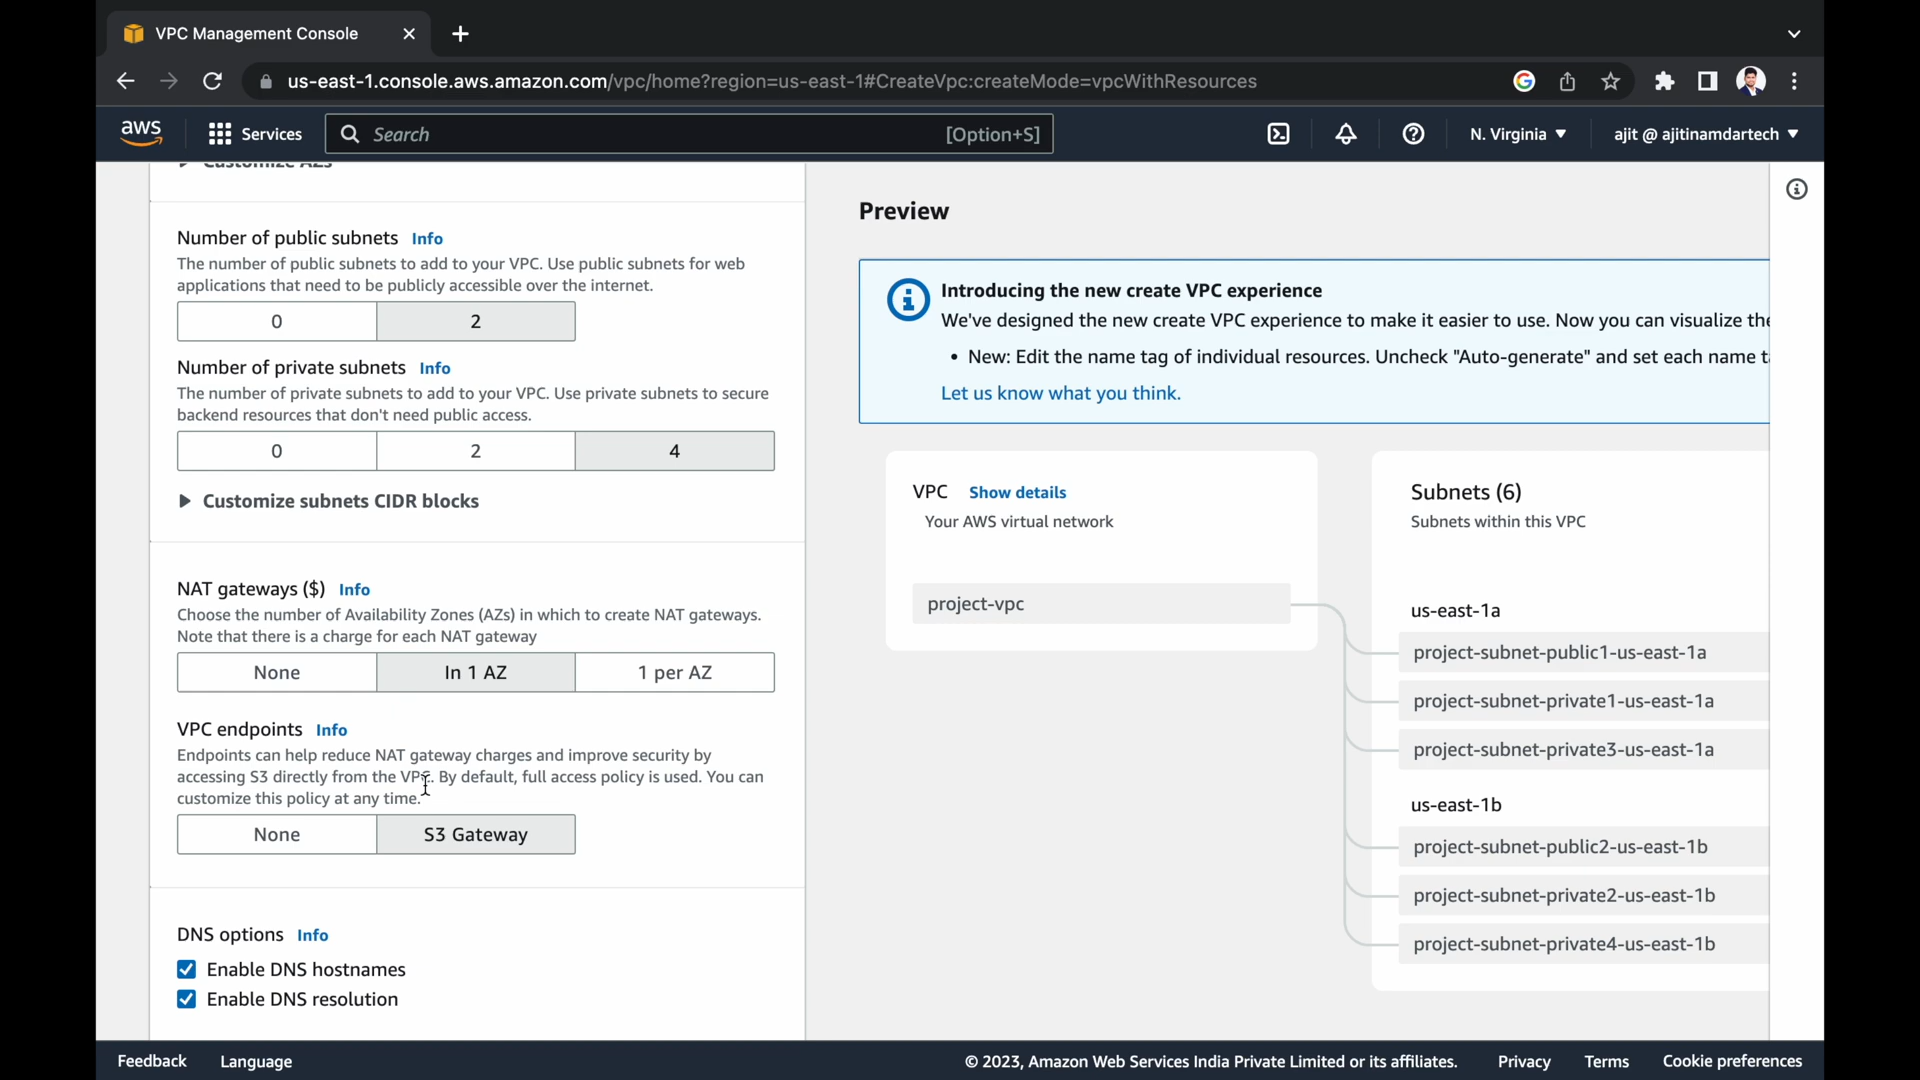 VPC Management Console
us-east-1.console.aws.amazon.com/vpc/home?region=us-east-1#CreateVpc:createMode=vpcWithResources
aws
Services
Search
[Option+S]
N. Virginia
ajit @ ajitinamdartech
Customize AZs
Number of public subnets Info
The number of public subnets to add to your VPC. Use public subnets for web
applications that need to be publicly accessible over the internet.
0
2
Number of private subnets Info
The number of private subnets to add to your VPC. Use private subnets to secure
backend resources that don't need public access.
0
2
4
Customize subnets CIDR blocks
NAT gateways ($) Info
Choose the number of Availability Zones (AZs) in which to create NAT gateways.
Note that there is a charge for each NAT gateway
None
In 1 AZ
1 per AZ
VPC endpoints Info
Endpoints can help reduce NAT gateway charges and improve security by
accessing S3 directly from the VPC. By default, full access policy is used. You can
customize this policy at any time.
None
S3 Gateway
DNS options Info
Enable DNS hostnames
Enable DNS resolution
Preview
Introducing the new create VPC experience
We've designed the new create VPC experience to make it easier to use. Now you can visualize the
• New: Edit the name tag of individual resources. Uncheck "Auto-generate" and set each name t
Let us know what you think.
VPC Show details
Your AWS virtual network
project-vpc
Subnets (6)
Subnets within this VPC
us-east-1a
project-subnet-public1-us-east-1a
project-subnet-private1-us-east-1a
project-subnet-private3-us-east-1a
us-east-1b
project-subnet-public2-us-east-1b
project-subnet-private2-us-east-1b
project-subnet-private4-us-east-1b
Feedback
Language
© 2023, Amazon Web Services India Private Limited or its affiliates.
Privacy
Terms
Cookie preferences